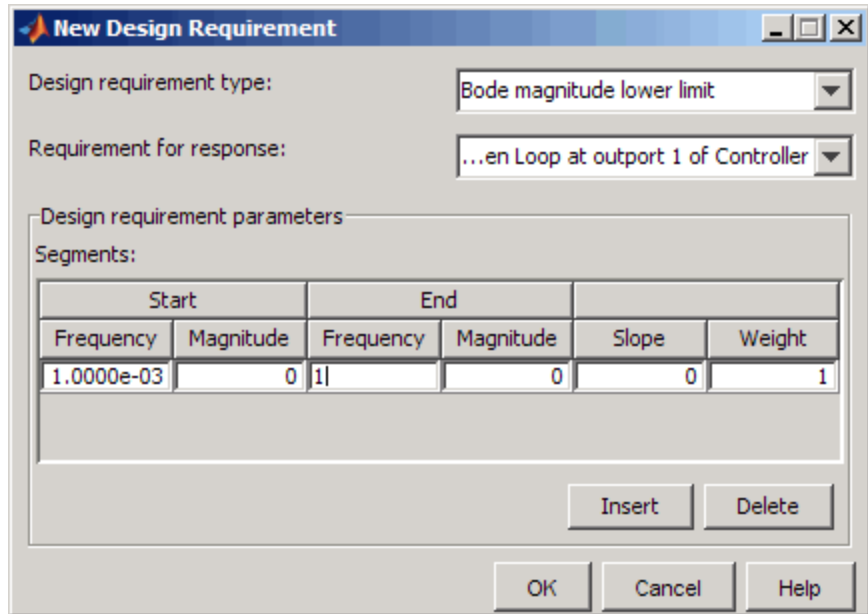 New Design Requirement
Design requirement type: Bode magnitude lower limit
Requirement for response: ...en Loop at outport 1 of Controller
Design requirement parameters
Segments:
Start End
Frequency Magnitude Frequency Magnitude Slope Weight
1.0000e-03 0 1 0 0 1
Insert Delete
OK Cancel Help